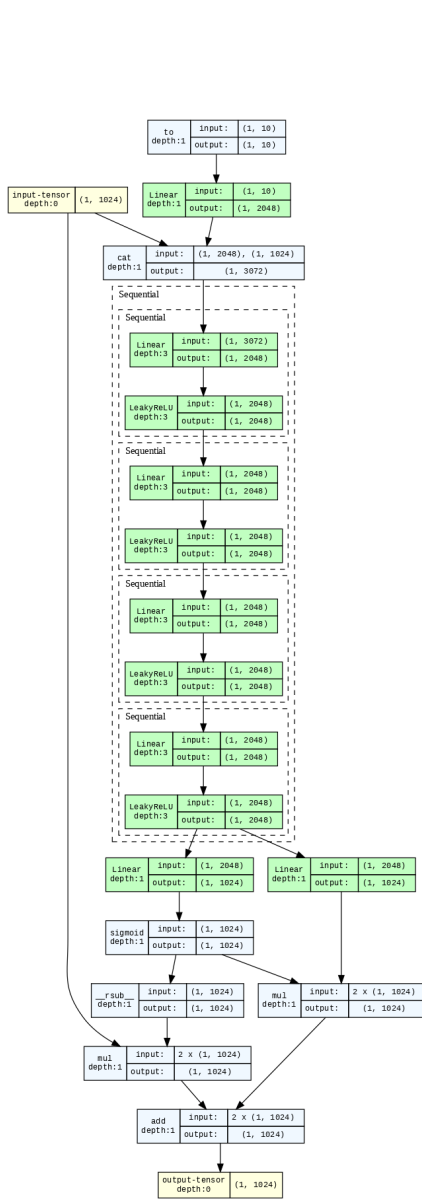 to
depth:1
input:
(1, 10)
output:
(1, 10)
input-tensor
depth:0
(1, 1024)
Linear
depth:1
input:
(1, 10)
output:
(1, 2048)
cat
depth:1
input:
(1, 2048), (1, 1024)
output:
(1, 3072)
Sequential
Sequential
Linear
depth:3
input:
(1, 3072)
output:
(1, 2048)
LeakyReLU
depth:3
input:
(1, 2048)
output:
(1, 2048)
Sequential
Linear
depth:3
input:
(1, 2048)
output:
(1, 2048)
LeakyReLU
depth:3
input:
(1, 2048)
output:
(1, 2048)
Sequential
Linear
depth:3
input:
(1, 2048)
output:
(1, 2048)
LeakyReLU
depth:3
input:
(1, 2048)
output:
(1, 2048)
Sequential
Linear
depth:3
input:
(1, 2048)
output:
(1, 2048)
LeakyReLU
depth:3
input:
(1, 2048)
output:
(1, 2048)
Linear
depth:1
input:
(1, 2048)
output:
(1, 1024)
Linear
depth:1
input:
(1, 2048)
output:
(1, 1024)
sigmoid
depth:1
input:
(1, 1024)
output:
(1, 1024)
__rsub__
depth:1
input:
(1, 1024)
output:
(1, 1024)
mul
depth:1
input:
2 x (1, 1024)
output:
(1, 1024)
mul
depth:1
input:
2 x (1, 1024)
output:
(1, 1024)
add
depth:1
input:
2 x (1, 1024)
output:
(1, 1024)
output-tensor
depth:0
(1, 1024)